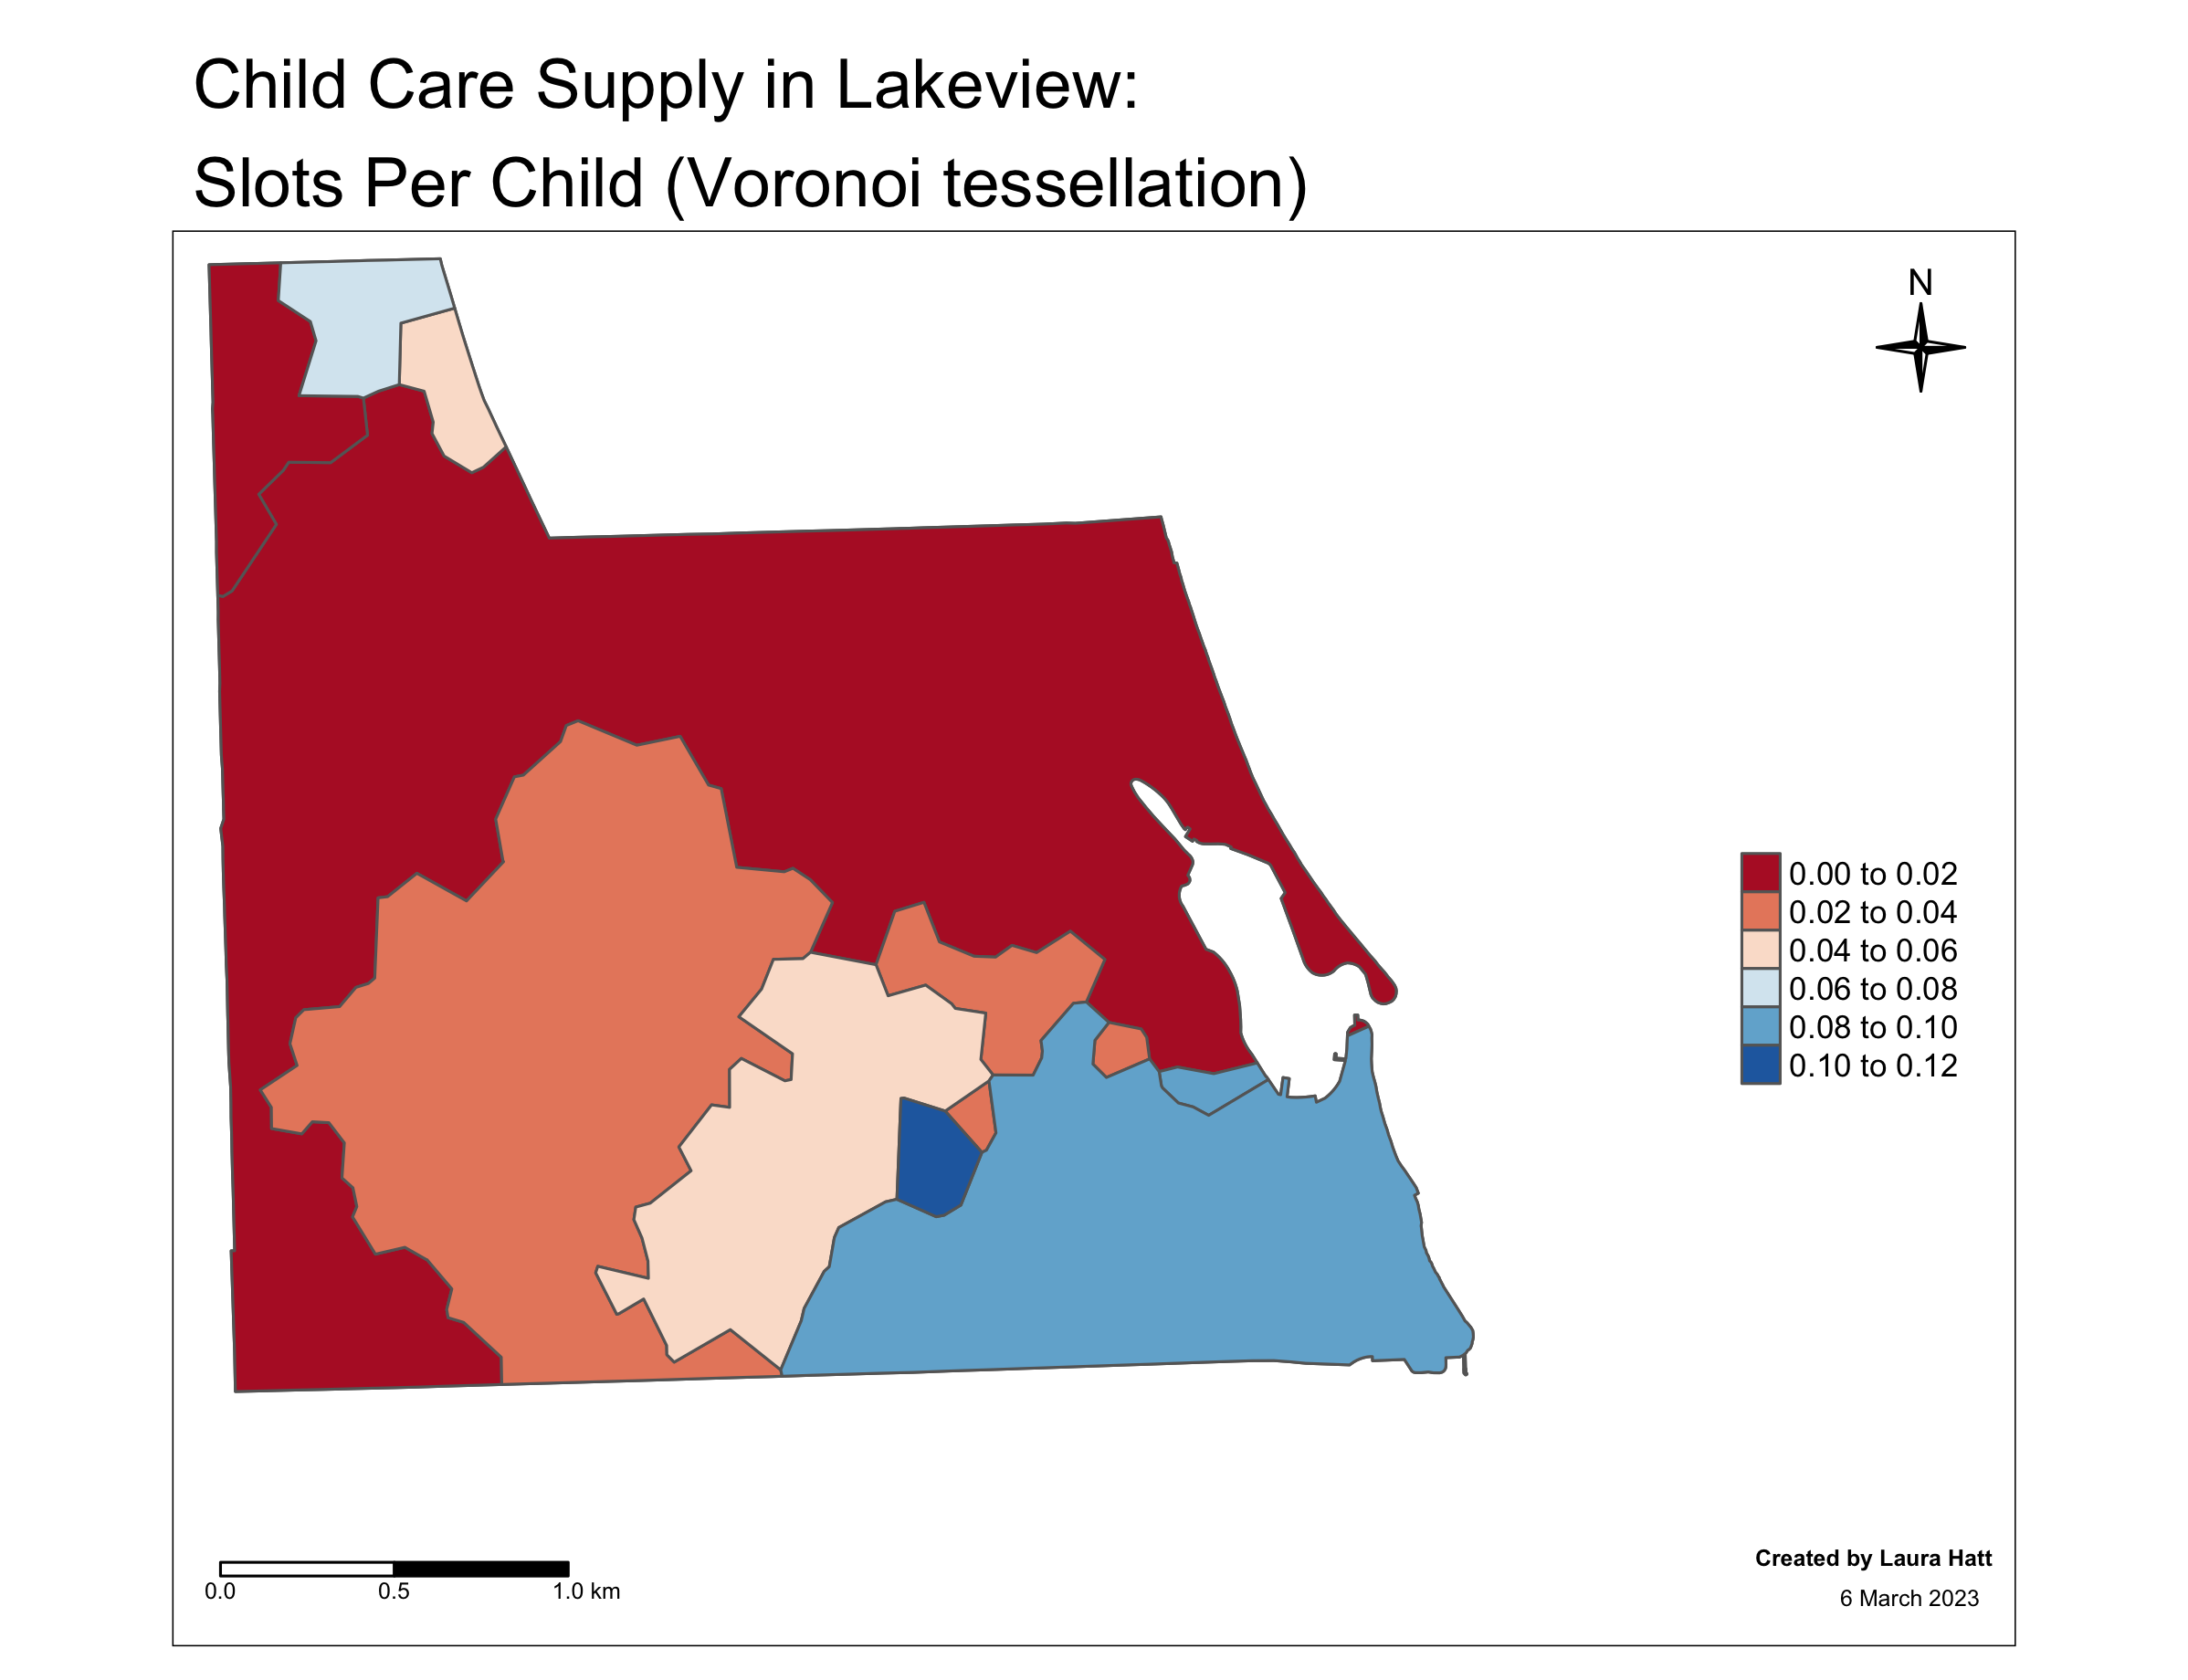 Child Care Supply in Lakeview:
Slots Per Child (Voronoi tessellation)
N
0.00 to 0.02
0.02 to 0.04
0.04 to 0.06
0.06 to 0.08
0.08 to 0.10
0.10 to 0.12
0.0 0.5 1.0 km
Created by Laura Hatt
6 March 2023